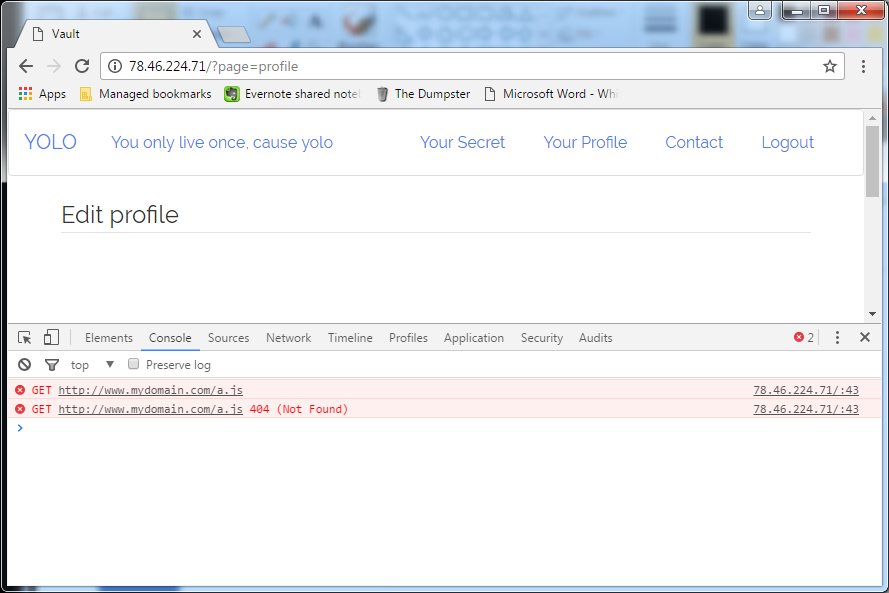 Vault
78.46.224.71/?page=profile
Apps Managed bookmarks Evernote shared note The Dumpster Microsoft Word - Whi
YOLO You only live once, cause yolo Your Secret Your Profile Contact Logout
Edit profile
Elements Console Sources Network Timeline Profiles Application Security Audits 2
top Preserve log
GET http://www.mydomain.com/a.js 78.46.224.71/:43
GET http://www.mydomain.com/a.js 404 (Not Found) 78.46.224.71/:43
>